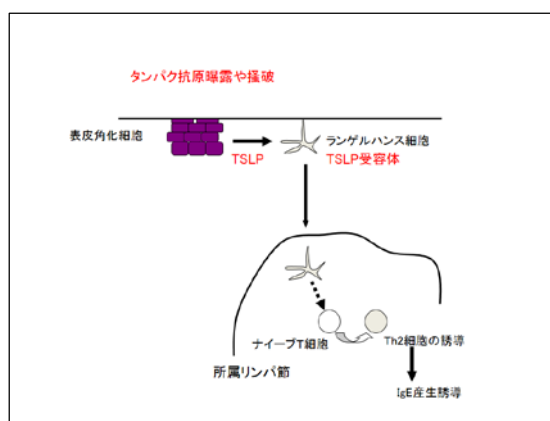 タンパク抗原曝露や掻破
表皮角化細胞
ランゲルハンス細胞
TSLP
TSLP受容体
ナイーブT細胞
Th2細胞の誘導
所属リンパ節
IgE産生誘導